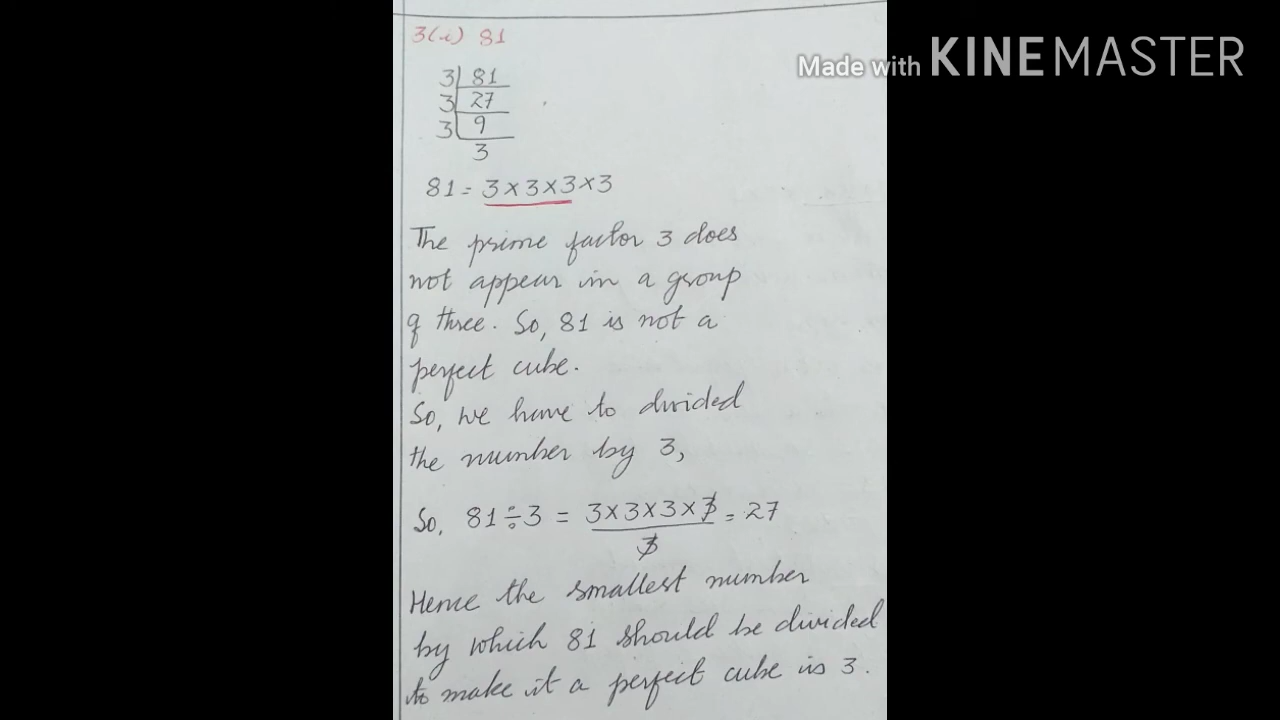 Made with KINEMASTER
3(i) 81
3 | 81
3 | 27
3 | 9
3
81 = 3 × 3 × 3 × 3
The prime factor 3 does
not appear in a group
of three. So, 81 is not a
perfect cube.
So, we have to divided
the number by 3,
So, 81 ÷ 3 = 3×3×3×3 = 27
3
Hence the smallest number
by which 81 should be divided
to make it a perfect cube is 3.